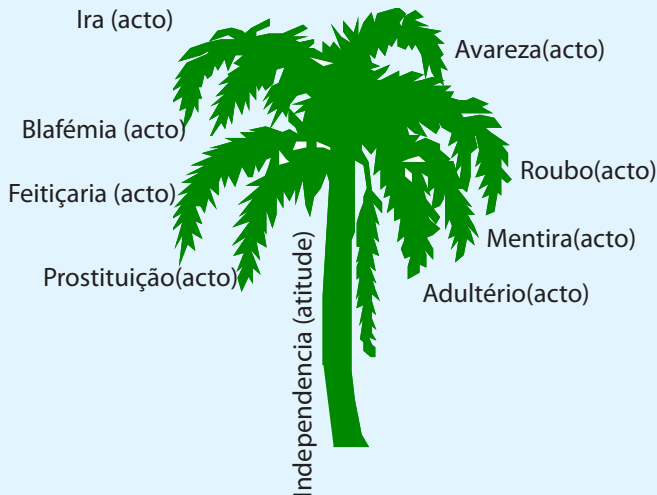 Ira (acto)
Avareza(acto)
Blafémia (acto)
Roubo(acto)
Feitiçaria (acto)
Mentira(acto)
Prostituição(acto)
Adultério(acto)
Independencia (atitude)